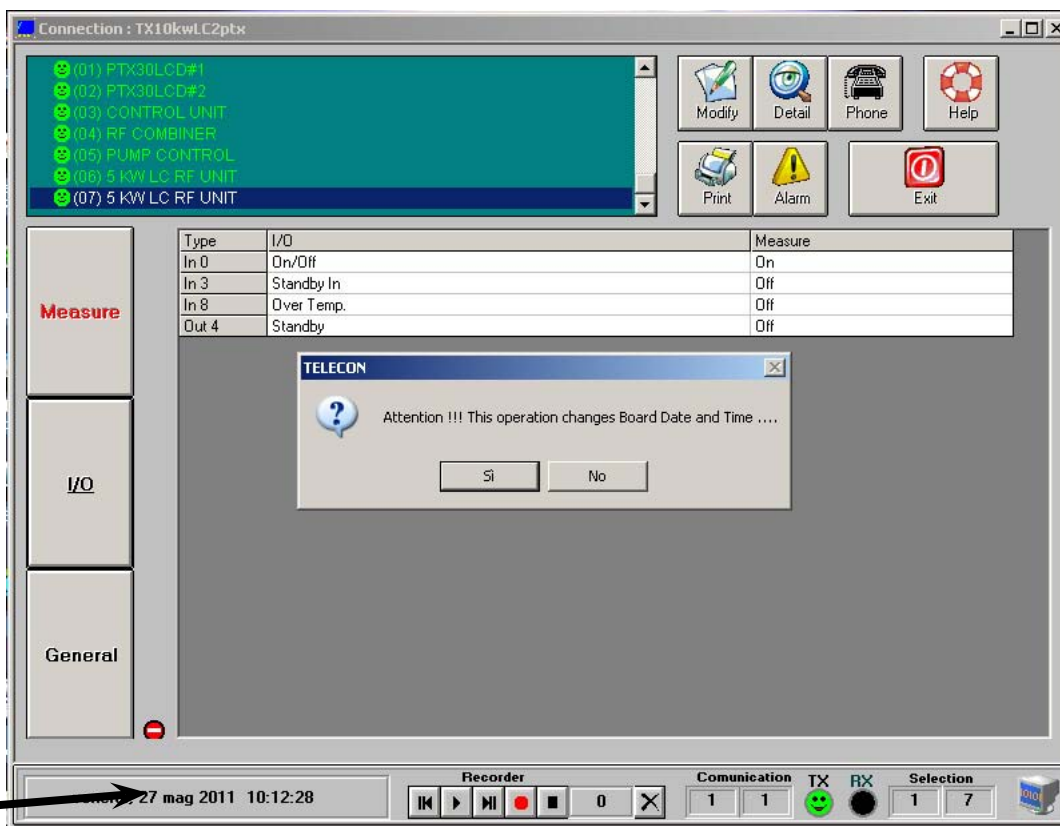 Connection : TX10kwLC2ptx
(01) PTX30LCD#1
(02) PTX30LCD#2
(03) CONTROL UNIT
(04) RF COMBINER
(05) PUMP CONTROL
(06) 5 KW LC RF UNIT
(07) 5 KW LC RF UNIT
Modify
Detail
Phone
Help
Print
Alarm
Exit
Measure
I/O
General
Type I/O Measure
In 0 On/Off On
In 3 Standby In Off
In 8 Over Temp. Off
Out 4 Standby Off
TELECON
Attention !!! This operation changes Board Date and Time ....
Sì
No
27 mag 2011 10:12:28
Recorder
0
Comunication
1 1
TX
RX
Selection
1 7